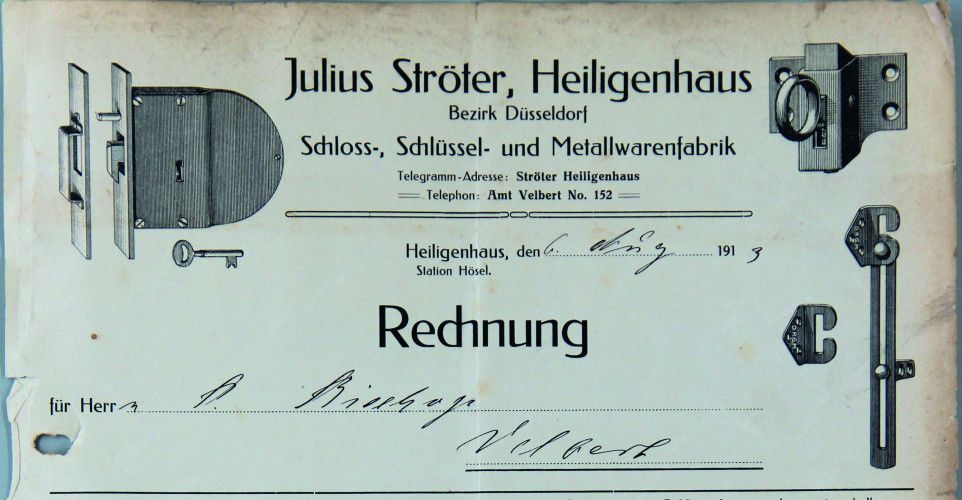 Julius Ströter, Heiligenhaus
Bezirk Düsseldorf
Schloss-, Schlüssel- und Metallwarenfabrik
Telegramm-Adresse: Ströter Heiligenhaus
Telephon: Amt Velbert No. 152
Heiligenhaus, den 6. Aug 1913
Station Hösel.
Rechnung
D.R.G.M.
für Herrn P.
Velbert